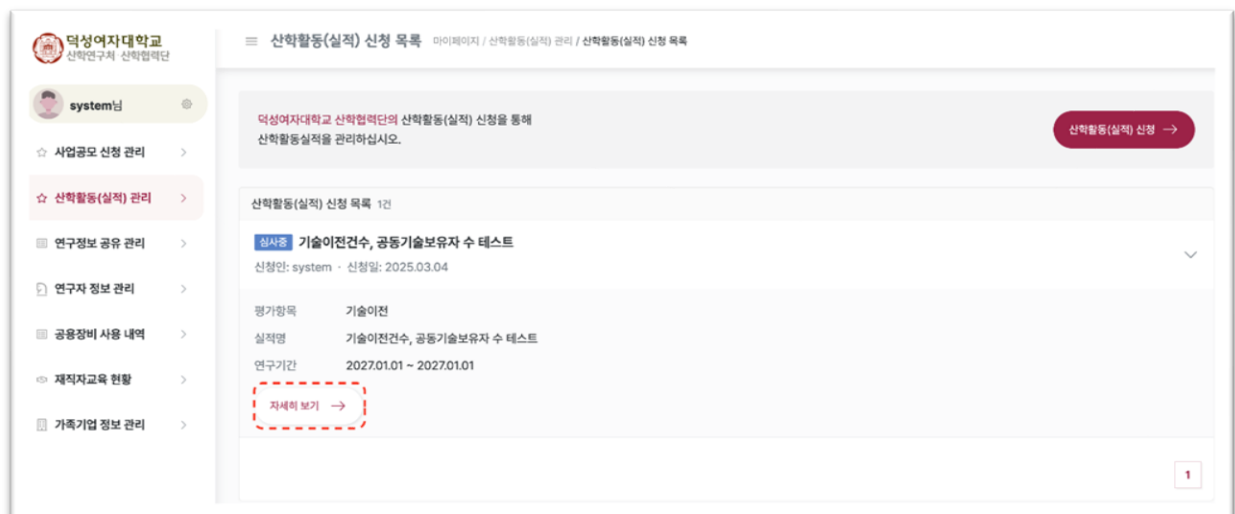 덕성여자대학교
산학연구처 산학협력단
system님
사업공모 신청 관리
산학활동(실적) 관리
연구정보 공유 관리
연구자 정보 관리
공용장비 사용 내역
재직자교육 현황
가족기업 정보 관리
산학활동(실적) 신청 목록 마이페이지 / 산학활동(실적) 관리 / 산학활동(실적) 신청 목록
덕성여자대학교 산학협력단의 산학활동(실적) 신청을 통해
산학활동실적을 관리하십시오.
산학활동(실적) 신청 →
산학활동(실적) 신청 목록 1건
심사중 기술이전건수, 공동기술보유자 수 테스트
신청인: system · 신청일: 2025.03.04
평가항목 기술이전
실적명 기술이전건수, 공동기술보유자 수 테스트
연구기간 2027.01.01 ~ 2027.01.01
자세히 보기 →
1